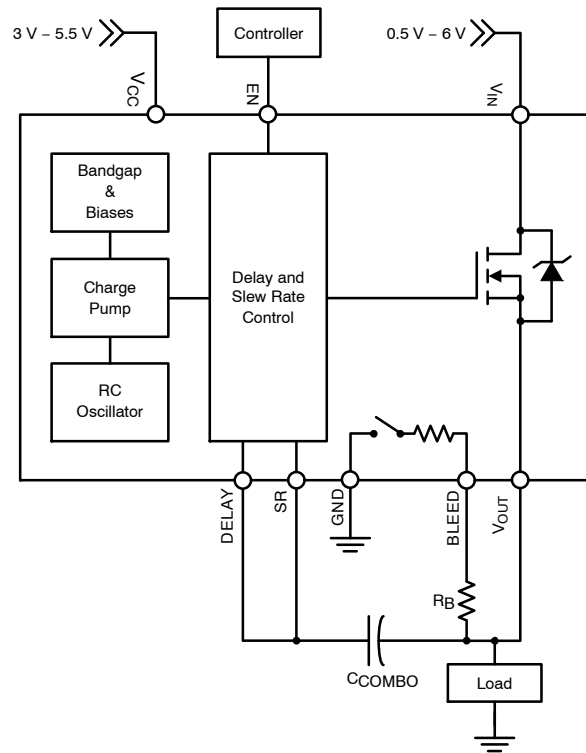 3 V – 5.5 V
Controller
0.5 V – 6 V
VCC
EN
VIN
Bandgap
&
Biases
Charge
Pump
Delay and
Slew Rate
Control
RC
Oscillator
DELAY
SR
GND
BLEED
VOUT
RB
CCOMBO
Load